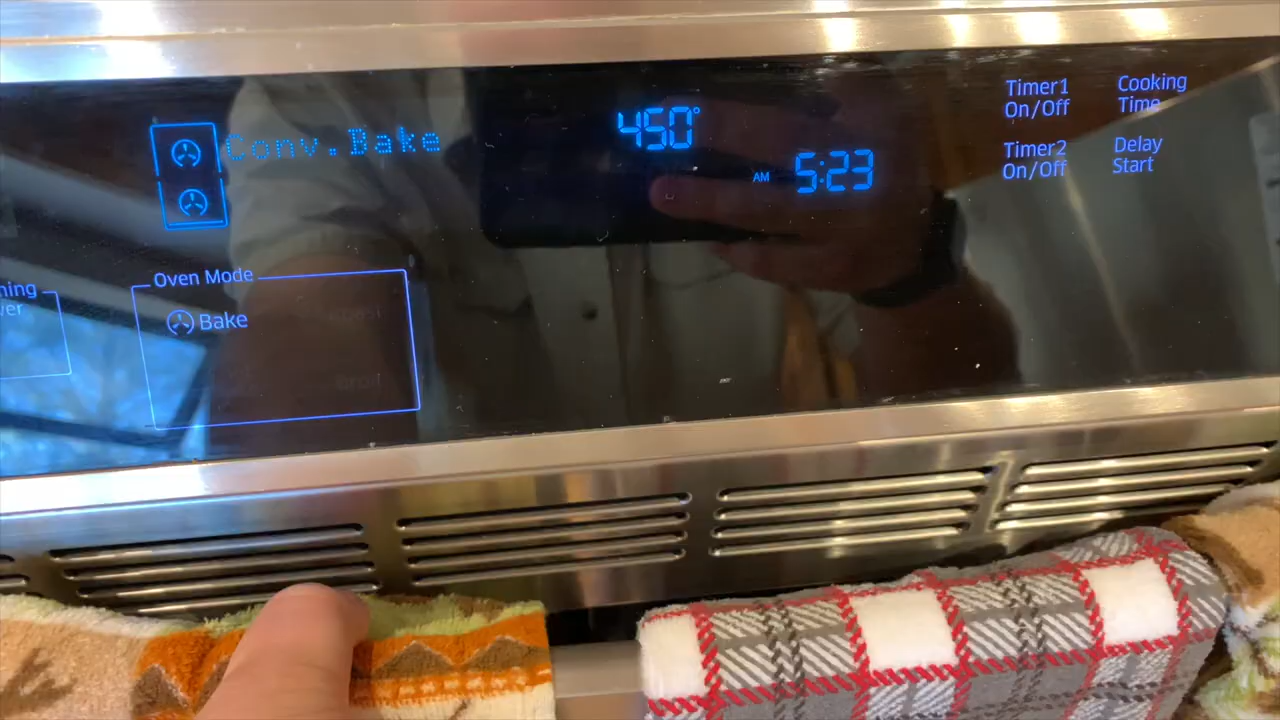 Conv.Bake
450°
AM 5:23
Timer1
On/Off
Cooking
Time
Timer2
On/Off
Delay
Start
Oven Mode
Bake